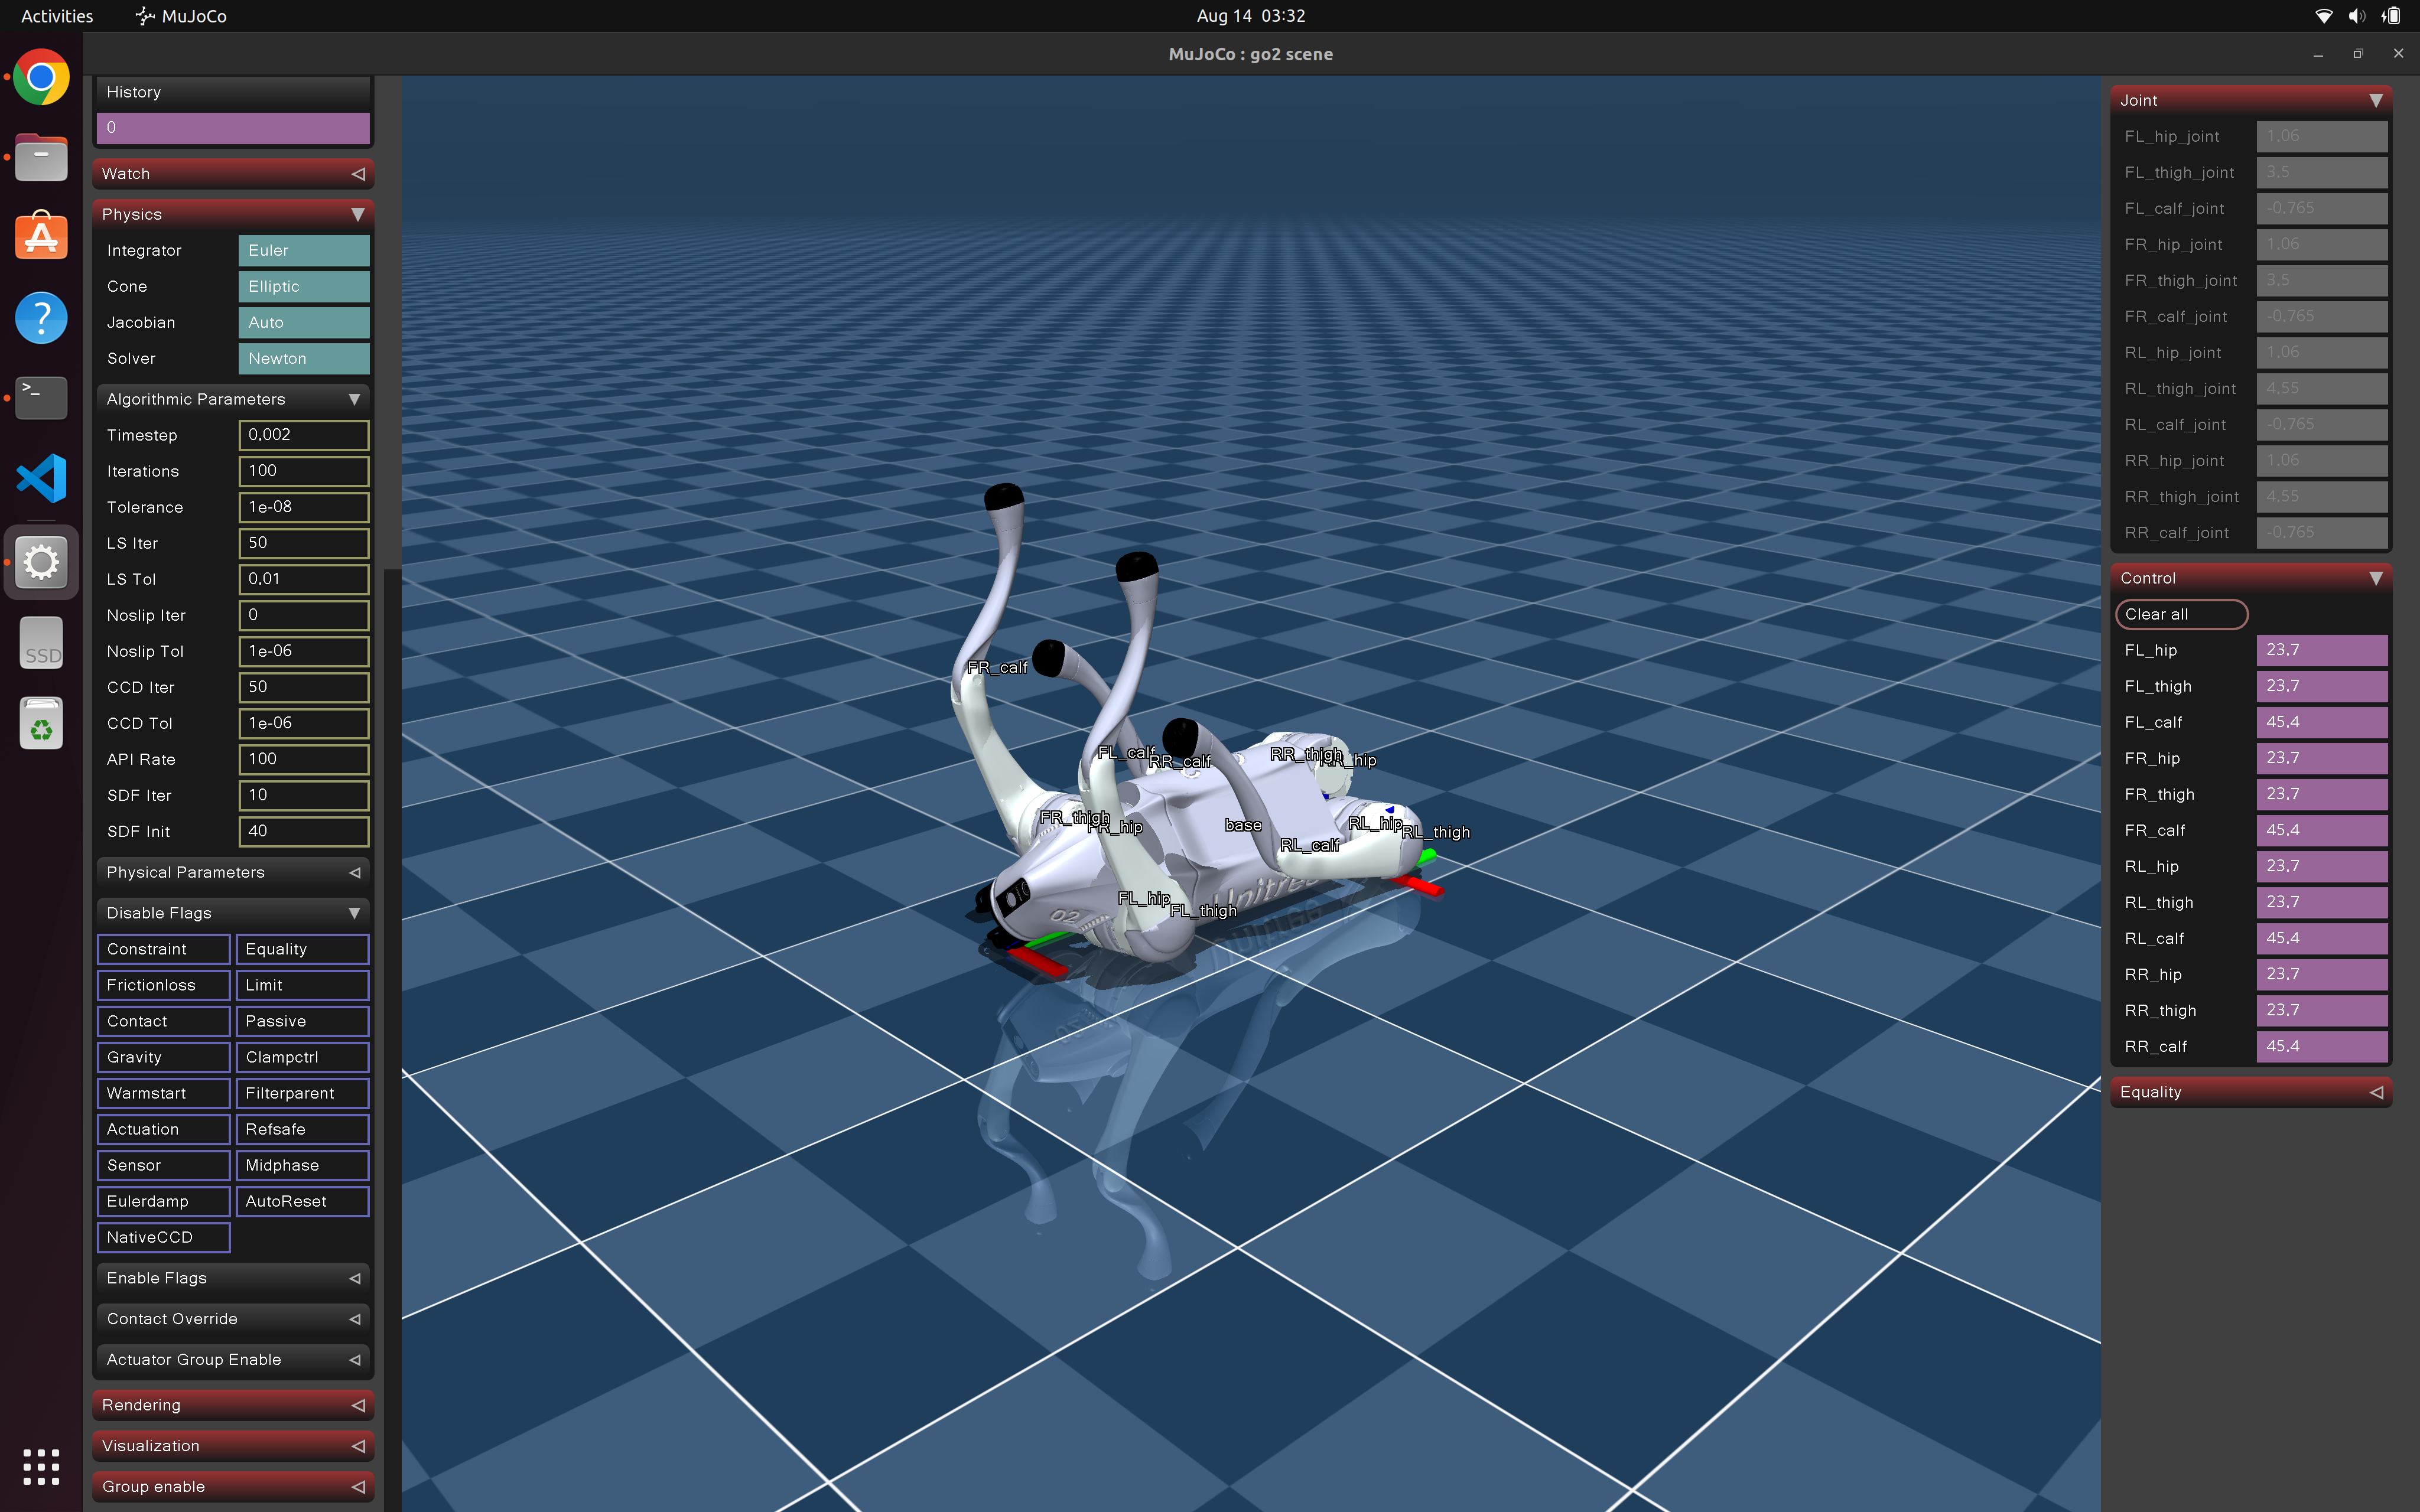 Activities
MuJoCo
Aug 14 03:32
MuJoCo : go2 scene
History
0
Watch
Physics
Integrator Euler
Cone Elliptic
Jacobian Auto
Solver Newton
Algorithmic Parameters
Timestep 0.002
Iterations 100
Tolerance 1e-08
LS Iter 50
LS Tol 0.01
Noslip Iter 0
Noslip Tol 1e-06
CCD Iter 50
CCD Tol 1e-06
API Rate 100
SDF Iter 10
SDF Init 40
Physical Parameters
Disable Flags
Constraint Equality
Frictionloss Limit
Contact Passive
Gravity Clampctrl
Warmstart Filterparent
Actuation Refsafe
Sensor Midphase
Eulerdamp AutoReset
NativeCCD
Enable Flags
Contact Override
Actuator Group Enable
Rendering
Visualization
Group enable
SSD
FR_calf
FL_calf
RR_calf
RR_thigh
FR_thigh
FR_hip
base
RL_hip
RL_thigh
RL_calf
FL_hip
FL_thigh
Unitree
Joint
FL_hip_joint 1.06
FL_thigh_joint 3.5
FL_calf_joint -0.765
FR_hip_joint 1.06
FR_thigh_joint 3.5
FR_calf_joint -0.765
RL_hip_joint 1.06
RL_thigh_joint 4.55
RL_calf_joint -0.765
RR_hip_joint 1.06
RR_thigh_joint 4.55
RR_calf_joint -0.765
Control
Clear all
FL_hip 23.7
FL_thigh 23.7
FL_calf 45.4
FR_hip 23.7
FR_thigh 23.7
FR_calf 45.4
RL_hip 23.7
RL_thigh 23.7
RL_calf 45.4
RR_hip 23.7
RR_thigh 23.7
RR_calf 45.4
Equality